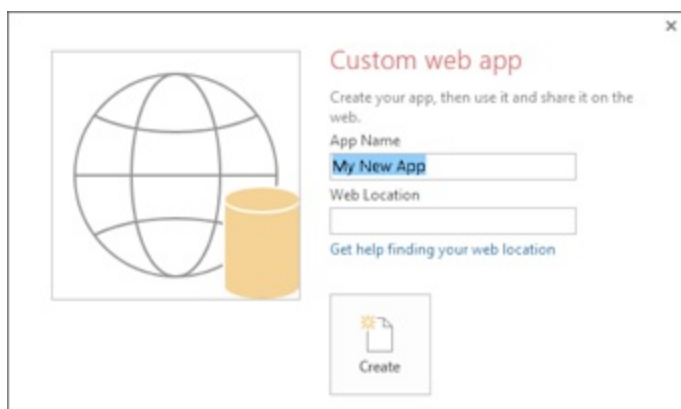 Custom web app
Create your app, then use it and share it on the
web.
App Name
My New App
Web Location
Get help finding your web location
Create